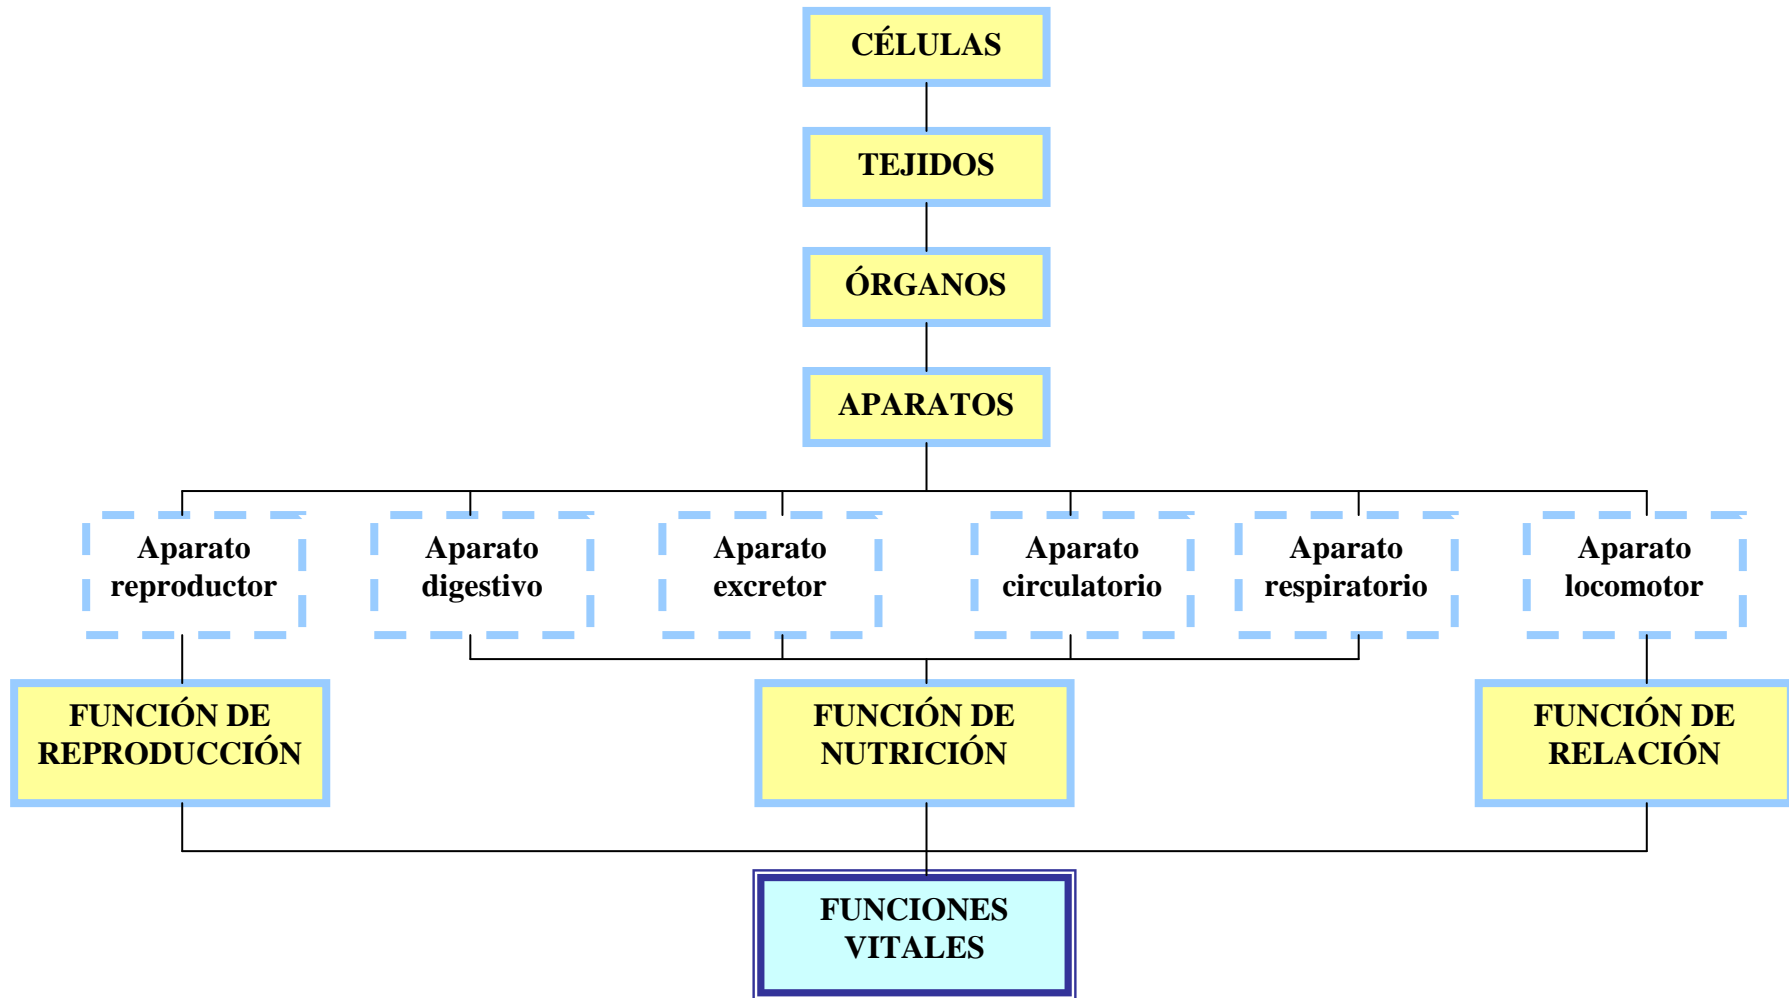 CÉLULAS
TEJIDOS
ÓRGANOS
APARATOS
Aparato
reproductor
Aparato
digestivo
Aparato
excretor
Aparato
circulatorio
Aparato
respiratorio
Aparato
locomotor
FUNCIÓN DE
REPRODUCCIÓN
FUNCIÓN DE
NUTRICIÓN
FUNCIÓN DE
RELACIÓN
FUNCIONES
VITALES